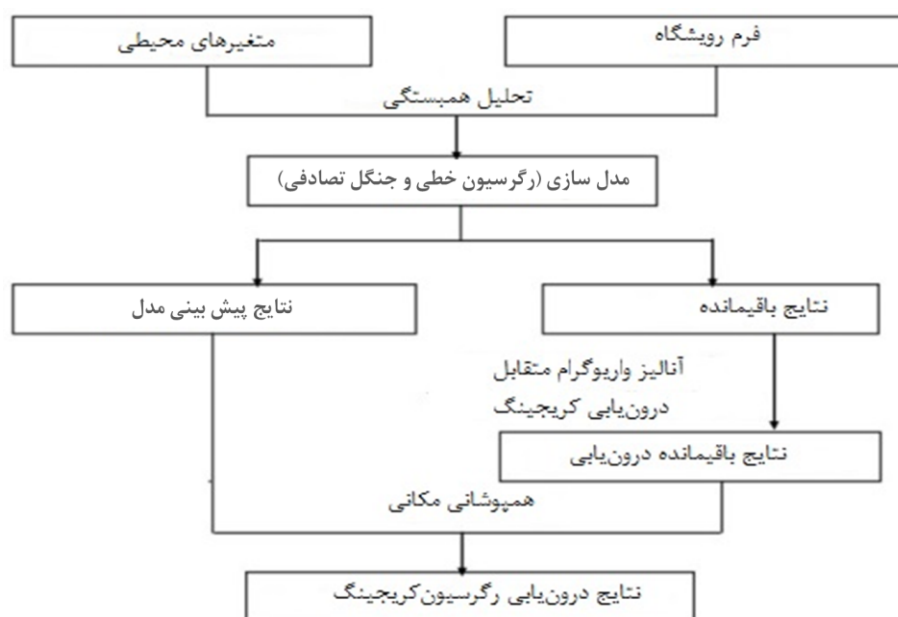 فرم رویشگاه
متغیرهای محیطی
تحلیل همبستگی
مدل سازی (رگرسیون خطی و جنگل تصادفی)
نتایج باقیمانده
نتایج پیش بینی مدل
آنالیز واریوگرام متقابل
درون‌یابی کریجینگ
نتایج باقیمانده درون‌یابی
همپوشانی مکانی
نتایج درون‌یابی رگرسیون‌کریجینگ